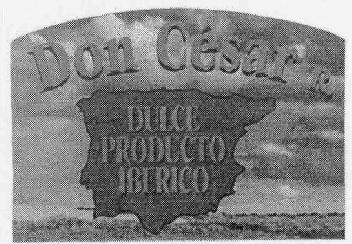 Don César
DULCE
PRODUCTO
IBERICO